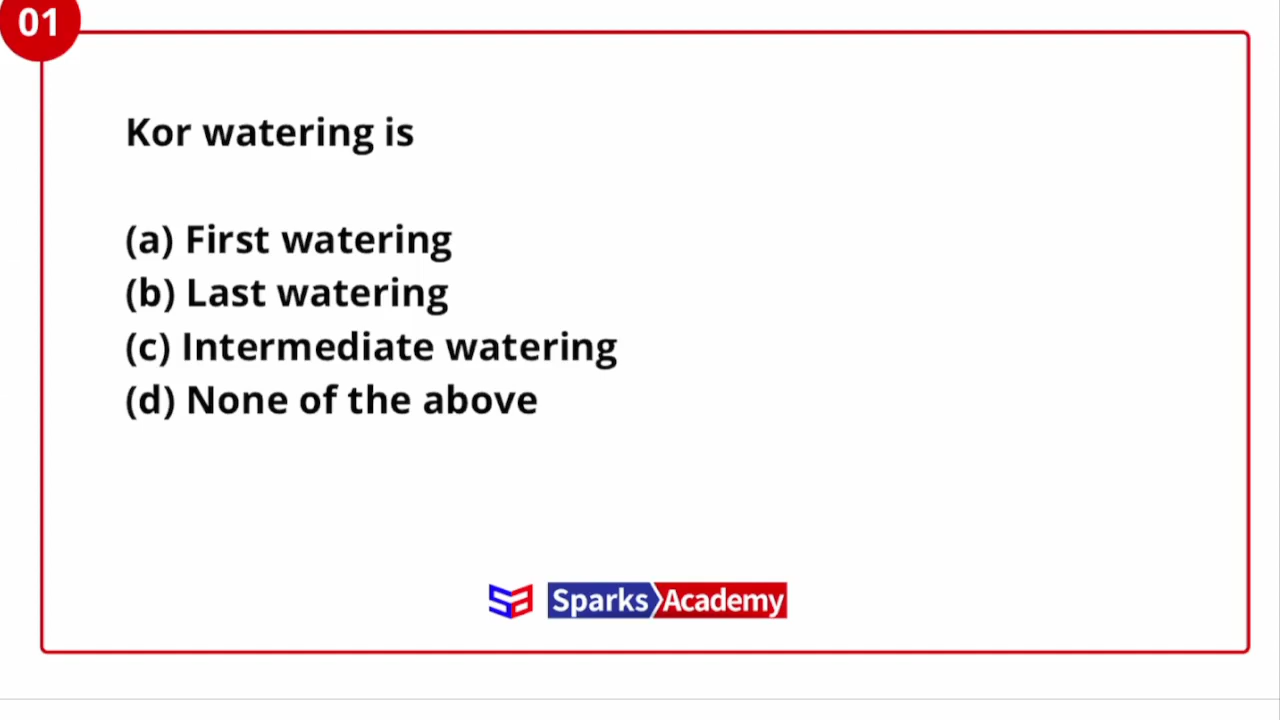 01
Kor watering is
(a) First watering
(b) Last watering
(c) Intermediate watering
(d) None of the above
Sparks Academy